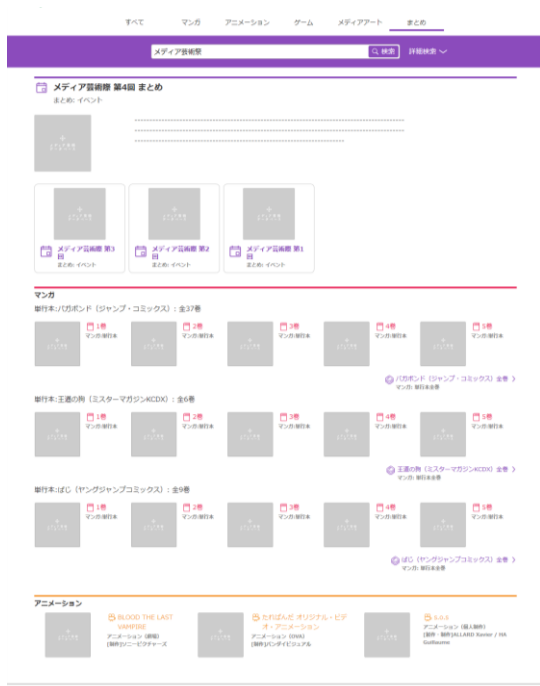 すべて マンガ アニメーション ゲーム メディアアート まとめ
メディア芸術祭 検索 詳細検索
メディア芸術際 第4回 まとめ
まとめ: イベント
メディア芸術際 第3回
まとめ: イベント
メディア芸術際 第2回
まとめ: イベント
メディア芸術際 第1回
まとめ: イベント
マンガ
単行本:バガボンド（ジャンプ・コミックス）: 全37巻
1巻 2巻 3巻 4巻 5巻
マンガ:単行本 マンガ:単行本 マンガ:単行本 マンガ:単行本 マンガ:単行本
バガボンド（ジャンプ・コミックス）全巻
マンガ: 単行本全巻
単行本:王道の狗（ミスターマガジンKCDX）: 全6巻
1巻 2巻 3巻 4巻 5巻
マンガ:単行本 マンガ:単行本 マンガ:単行本 マンガ:単行本 マンガ:単行本
王道の狗（ミスターマガジンKCDX）全巻
マンガ: 単行本全巻
単行本:ぱじ（ヤングジャンプコミックス）: 全9巻
1巻 2巻 3巻 4巻 5巻
マンガ:単行本 マンガ:単行本 マンガ:単行本 マンガ:単行本 マンガ:単行本
ぱじ（ヤングジャンプコミックス）全巻
マンガ: 単行本全巻
アニメーション
BLOOD THE LAST
VAMPIRE
アニメーション（劇場）
[制作]ソニーピクチャーズ
たれぱんだ オリジナル・ビデ
オ・アニメーション
アニメーション（OVA）
[制作]バンダイビジュアル
アニメーション（個人制作）
[監督・制作]ALLARD Xavier / HA
Guillaume